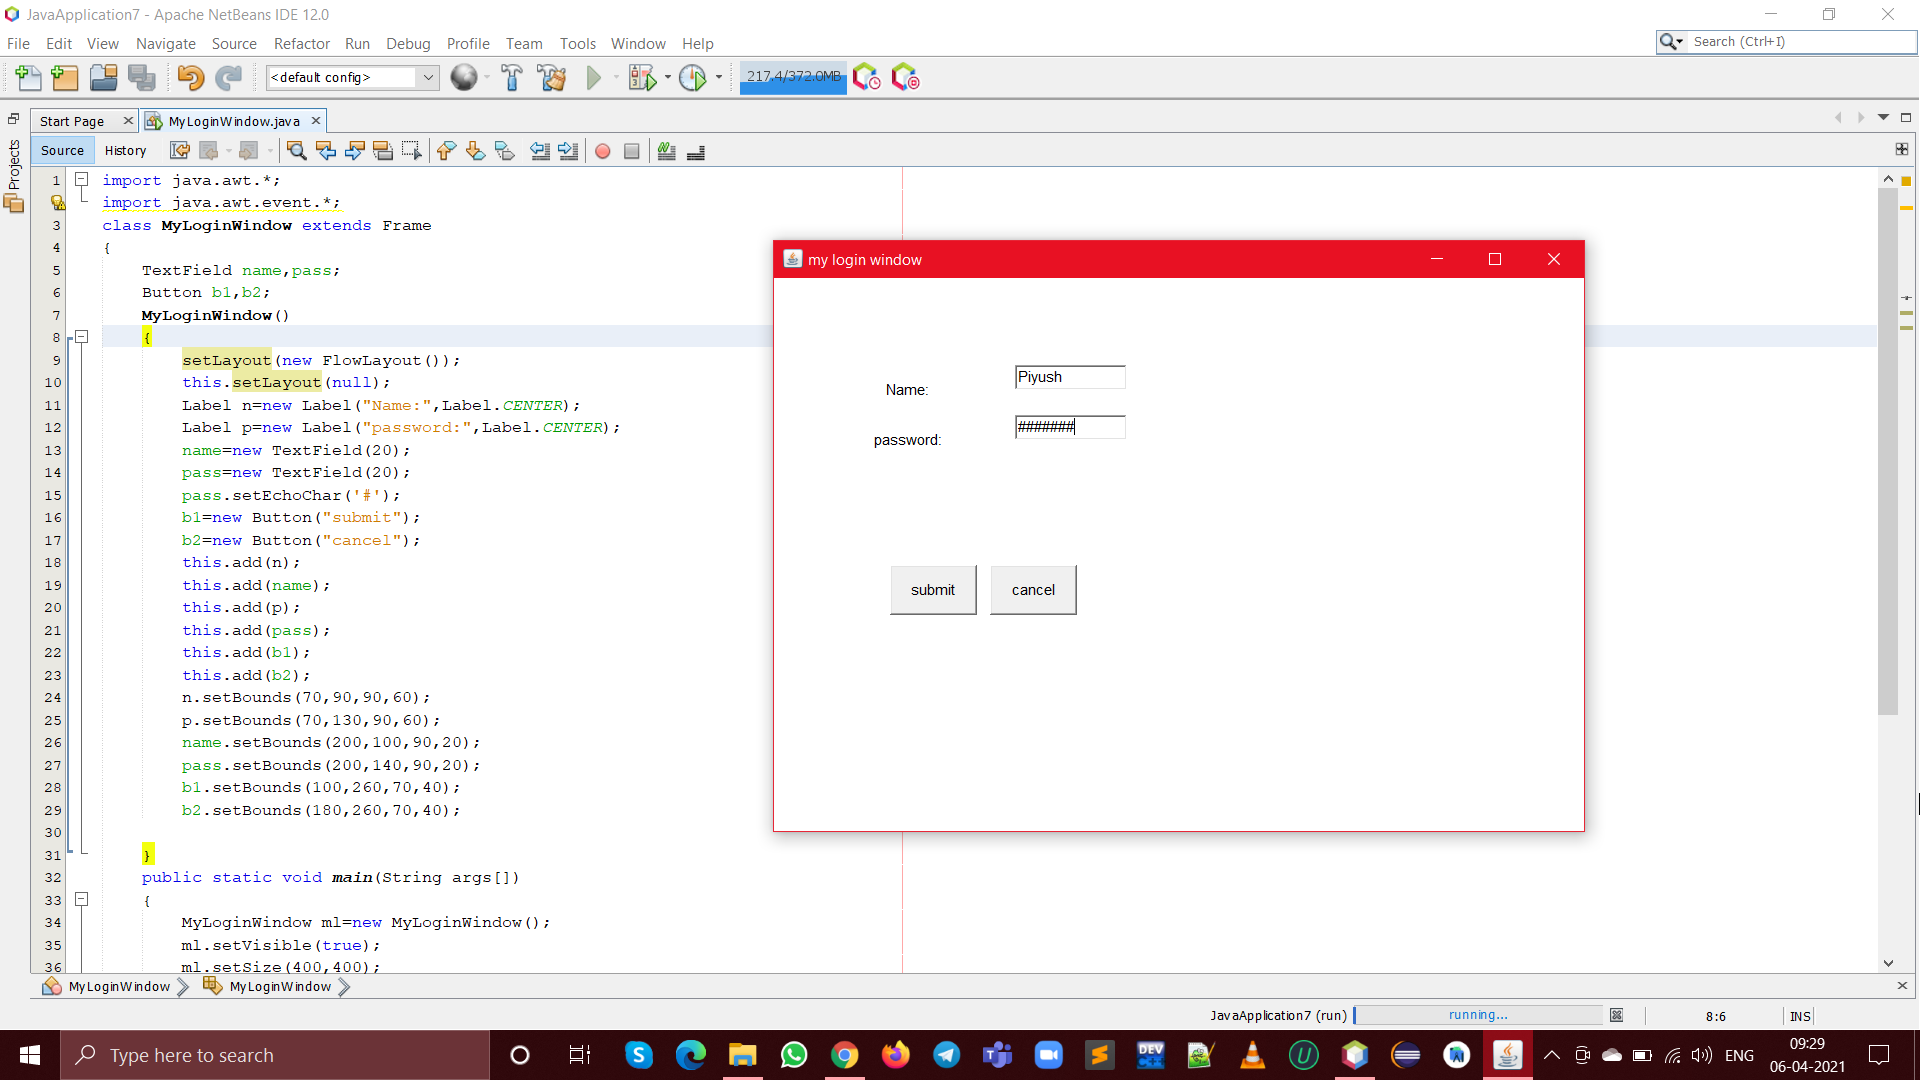 JavaApplication7 - Apache NetBeans IDE 12.0
File Edit View Navigate Source Refactor Run Debug Profile Team Tools Window Help
Search (Ctrl+I)
<default config>
217.4/372.0MB
Start Page
MyLoginWindow.java
Projects
Source History
1 import java.awt.*;
import java.awt.event.*;
3 class MyLoginWindow extends Frame
4 {
5 TextField name,pass;
6 Button b1,b2;
7 MyLoginWindow()
8 {
9 setLayout(new FlowLayout());
10 this.setLayout(null);
11 Label n=new Label("Name:",Label.CENTER);
12 Label p=new Label("password:",Label.CENTER);
13 name=new TextField(20);
14 pass=new TextField(20);
15 pass.setEchoChar('#');
16 b1=new Button("submit");
17 b2=new Button("cancel");
18 this.add(n);
19 this.add(name);
20 this.add(p);
21 this.add(pass);
22 this.add(b1);
23 this.add(b2);
24 n.setBounds(70,90,90,60);
25 p.setBounds(70,130,90,60);
26 name.setBounds(200,100,90,20);
27 pass.setBounds(200,140,90,20);
28 b1.setBounds(100,260,70,40);
29 b2.setBounds(180,260,70,40);
30
31 }
32 public static void main(String args[])
33 {
34 MyLoginWindow ml=new MyLoginWindow();
35 ml.setVisible(true);
36 ml.setSize(400,400);
my login window
Name: Piyush
password: #######
submit cancel
MyLoginWindow MyLoginWindow
JavaApplication7 (run) running... 8:6 INS
Type here to search
DEV C++
ENG
09:29
06-04-2021